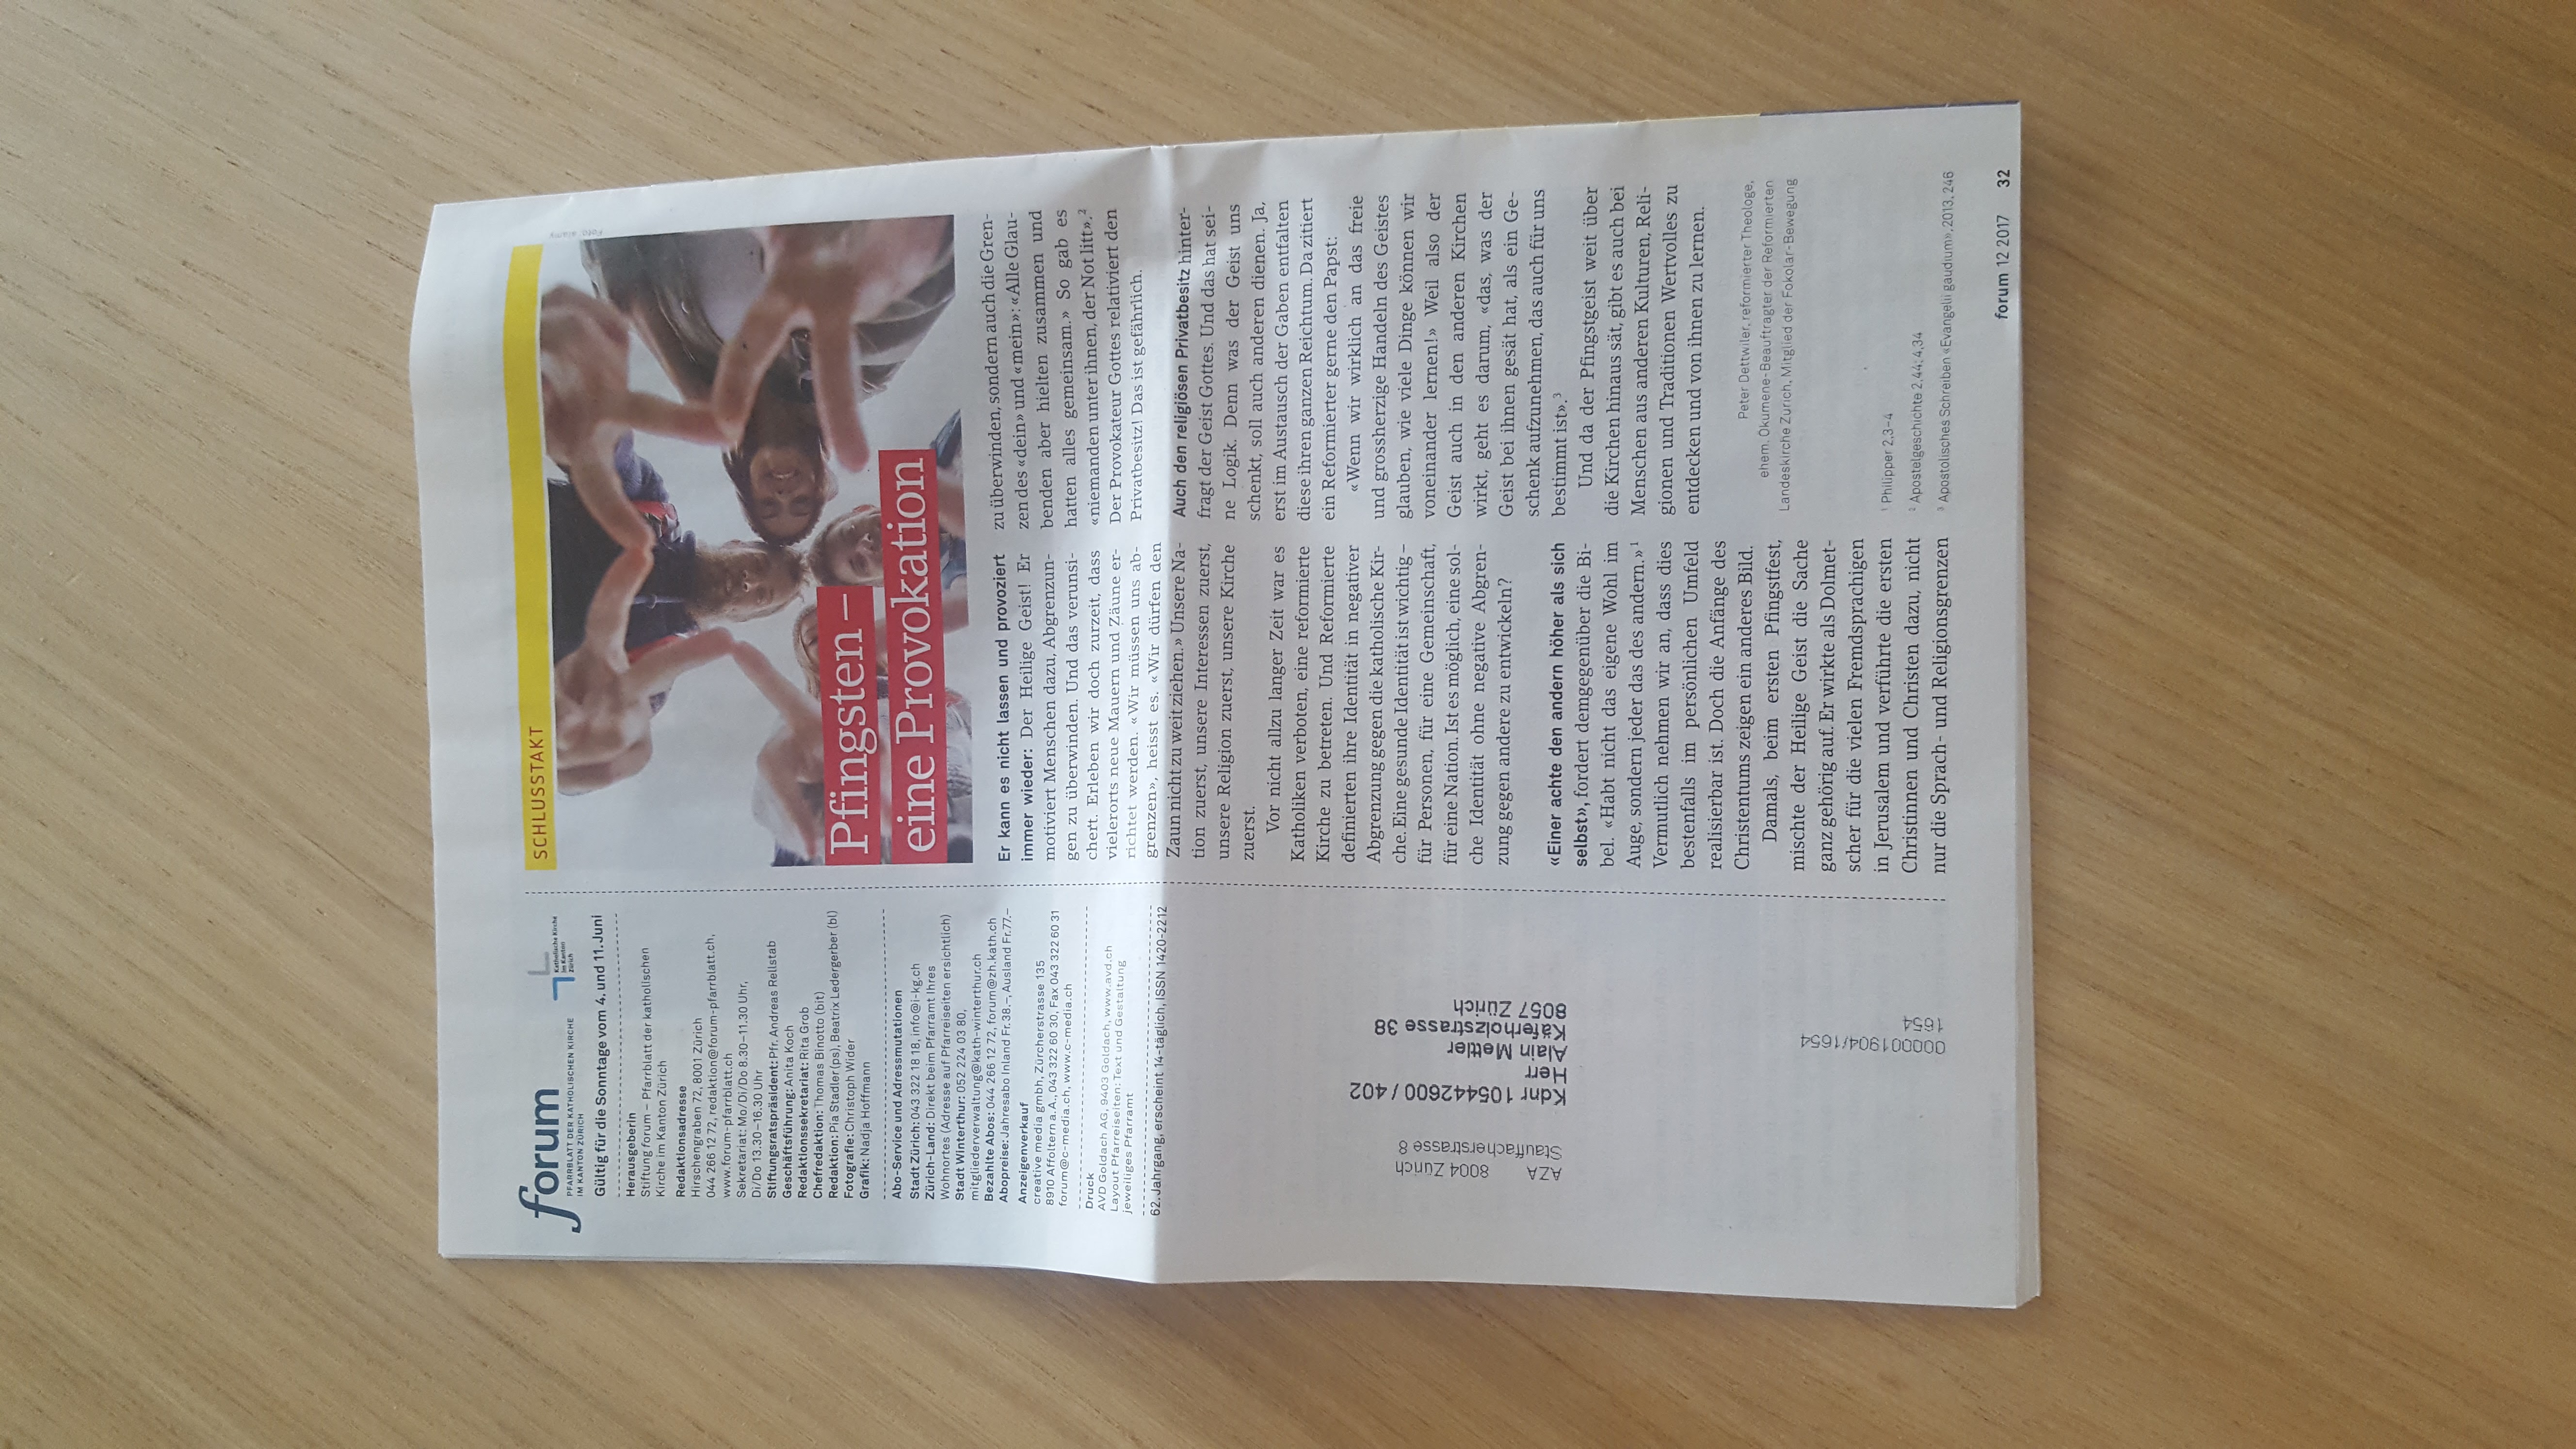 forum
PFARRBLATT DER KATHOLISCHEN KIRCHE
IM KANTON ZÜRICH
Katholische Kirche
im Kanton
Zürich
Gültig für die Sonntage vom 4. und 11. Juni
Herausgeberin
Stiftung forum – Pfarrblatt der katholischen
Kirche im Kanton Zürich
Redaktionsadresse
Hirschengraben 72, 8001 Zürich
044 266 12 72, redaktion@forum-pfarrblatt.ch,
www.forum-pfarrblatt.ch
Sekretariat: Mo/Di/Do 8.30–11.30 Uhr,
Di/Do 13.30–16.30 Uhr
Stiftungsratspräsident: Pfr. Andreas Rellstab
Geschäftsführung: Anita Koch
Redaktionssekretariat: Rita Grob
Chefredaktion: Thomas Binotto (bit)
Redaktion: Pia Stadler (ps), Beatrix Ledergerber (bl)
Fotografie: Christoph Wider
Grafik: Nadja Hoffmann
Abo-Service und Adressmutationen
Stadt Zürich: 043 322 18 18, info@i-kg.ch
Zürich-Land: Direkt beim Pfarramt Ihres
Wohnortes (Adresse auf Pfarreiseiten ersichtlich)
Stadt Winterthur: 052 224 03 80,
mitgliederverwaltung@kath-winterthur.ch
Bezahlte Abos: 044 266 12 72, forum@zh.kath.ch
Abopreise: Jahresabo Inland Fr. 38.–, Ausland Fr. 77.–
Anzeigenverkauf
creative media gmbh, Zürcherstrasse 135
8910 Affoltern a. A., 043 322 60 30, Fax 043 322 60 31
forum@c-media.ch, www.c-media.ch
Druck
AVD Goldach AG, 9403 Goldach, www.avd.ch
Layout Pfarreiseiten: Text und Gestaltung
jeweiliges Pfarramt
62. Jahrgang, erscheint 14-täglich, ISSN 1420-2212
AZA 8004 Zürich
Stauffacherstrasse 8
Kdnr 105442600 / 402
Herr
Alain Mettler
Käferholzstrasse 38
8057 Zürich
000001904/1654
1654
SCHLUSSTAKT
Foto: alamy
Pfingsten –
eine Provokation
Er kann es nicht lassen und provoziert
immer wieder: Der Heilige Geist! Er
motiviert Menschen dazu, Abgrenzun-
gen zu überwinden. Und das verunsi-
chert. Erleben wir doch zurzeit, dass
vielerorts neue Mauern und Zäune er-
richtet werden. «Wir müssen uns ab-
grenzen», heisst es. «Wir dürfen den
Zaun nicht zu weit ziehen.» Unsere Na-
tion zuerst, unsere Interessen zuerst,
unsere Religion zuerst, unsere Kirche
zuerst.
Vor nicht allzu langer Zeit war es
Katholiken verboten, eine reformierte
Kirche zu betreten. Und Reformierte
definierten ihre Identität in negativer
Abgrenzung gegen die katholische Kir-
che. Eine gesunde Identität ist wichtig –
für Personen, für eine Gemeinschaft,
für eine Nation. Ist es möglich, eine sol-
che Identität ohne negative Abgren-
zung gegen andere zu entwickeln?
«Einer achte den andern höher als sich
selbst», fordert demgegenüber die Bi-
bel. «Habt nicht das eigene Wohl im
Auge, sondern jeder das des andern.»¹
Vermutlich nehmen wir an, dass dies
bestenfalls im persönlichen Umfeld
realisierbar ist. Doch die Anfänge des
Christentums zeigen ein anderes Bild.
Damals, beim ersten Pfingstfest,
mischte der Heilige Geist die Sache
ganz gehörig auf. Er wirkte als Dolmet-
scher für die vielen Fremdsprachigen
in Jerusalem und verführte die ersten
Christinnen und Christen dazu, nicht
nur die Sprach- und Religionsgrenzen
zu überwinden, sondern auch die Gren-
zen des «dein» und «mein»: «Alle Glau-
benden aber hielten zusammen und
hatten alles gemeinsam.» So gab es
«niemanden unter ihnen, der Not litt».²
Der Provokateur Gottes relativiert den
Privatbesitz! Das ist gefährlich.
Auch den religiösen Privatbesitz hinter-
fragt der Geist Gottes. Und das hat sei-
ne Logik. Denn was der Geist uns
schenkt, soll auch anderen dienen. Ja,
erst im Austausch der Gaben entfalten
diese ihren ganzen Reichtum. Da zitiert
ein Reformierter gerne den Papst:
«Wenn wir wirklich an das freie
und grossherzige Handeln des Geistes
glauben, wie viele Dinge können wir
voneinander lernen!» Weil also der
Geist auch in den anderen Kirchen
wirkt, geht es darum, «das, was der
Geist bei ihnen gesät hat, als ein Ge-
schenk aufzunehmen, das auch für uns
bestimmt ist».³
Und da der Pfingstgeist weit über
die Kirchen hinaus sät, gibt es auch bei
Menschen aus anderen Kulturen, Reli-
gionen und Traditionen Wertvolles zu
entdecken und von ihnen zu lernen.
Peter Dettwiler, reformierter Theologe,
ehem. Ökumene-Beauftragter der Reformierten
Landeskirche Zürich, Mitglied der Fokolar-Bewegung
¹ Philipper 2,3–4
² Apostelgeschichte 2,44; 4,34
³ Apostolisches Schreiben «Evangelii gaudium», 2013, 246
forum 12 2017 32